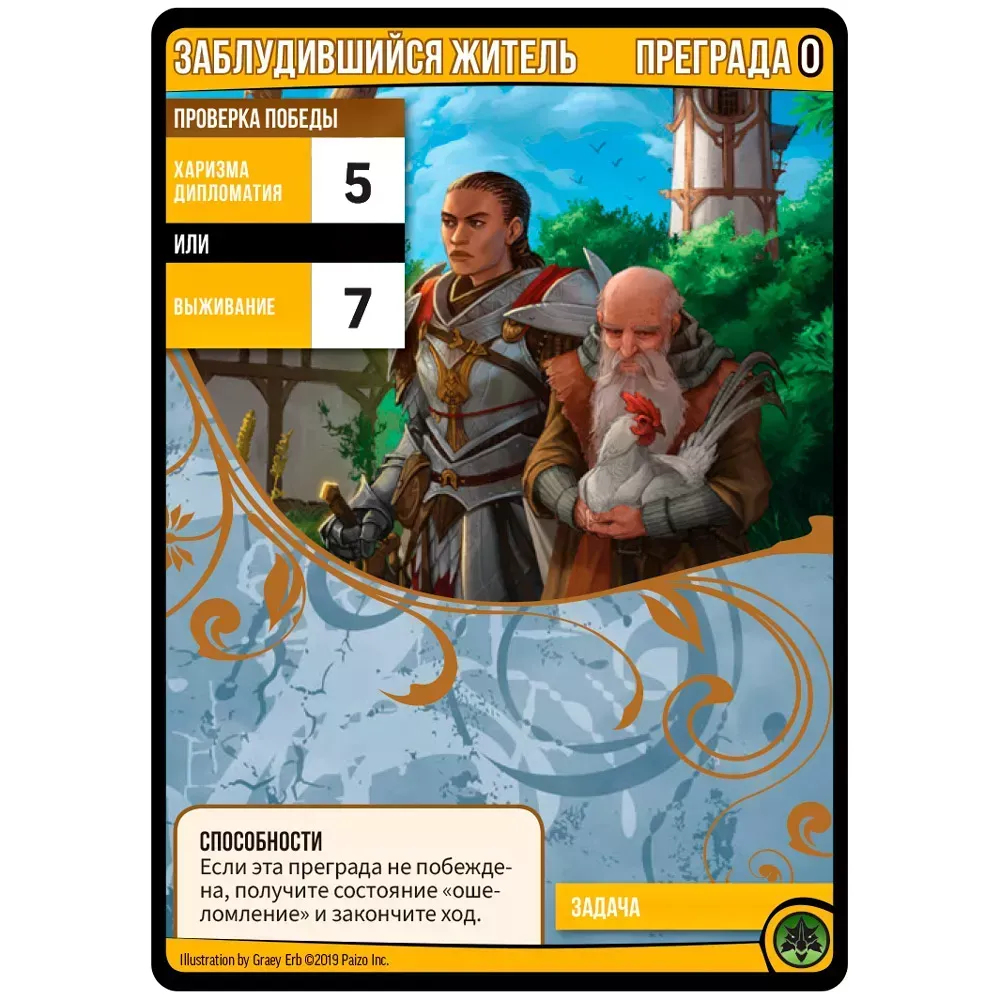 ЗАБЛУДИВШИЙСЯ ЖИТЕЛЬ ПРЕГРАДА 0
ПРОВЕРКА ПОБЕДЫ
ХАРИЗМА
ДИПЛОМАТИЯ
5
ИЛИ
ВЫЖИВАНИЕ
7
СПОСОБНОСТИ
Если эта преграда не побежде-
на, получите состояние «оше-
ломление» и закончите ход.
ЗАДАЧА
Illustration by Graey Erb ©2019 Paizo Inc.